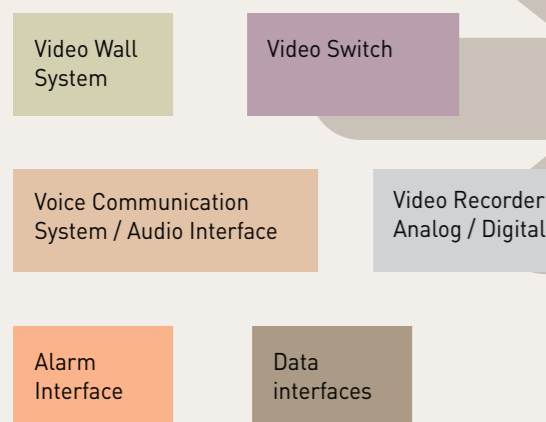 Video Wall
System
Video Switch
Voice Communication
System / Audio Interface
Video Recorder
Analog / Digital
Alarm
Interface
Data
interfaces